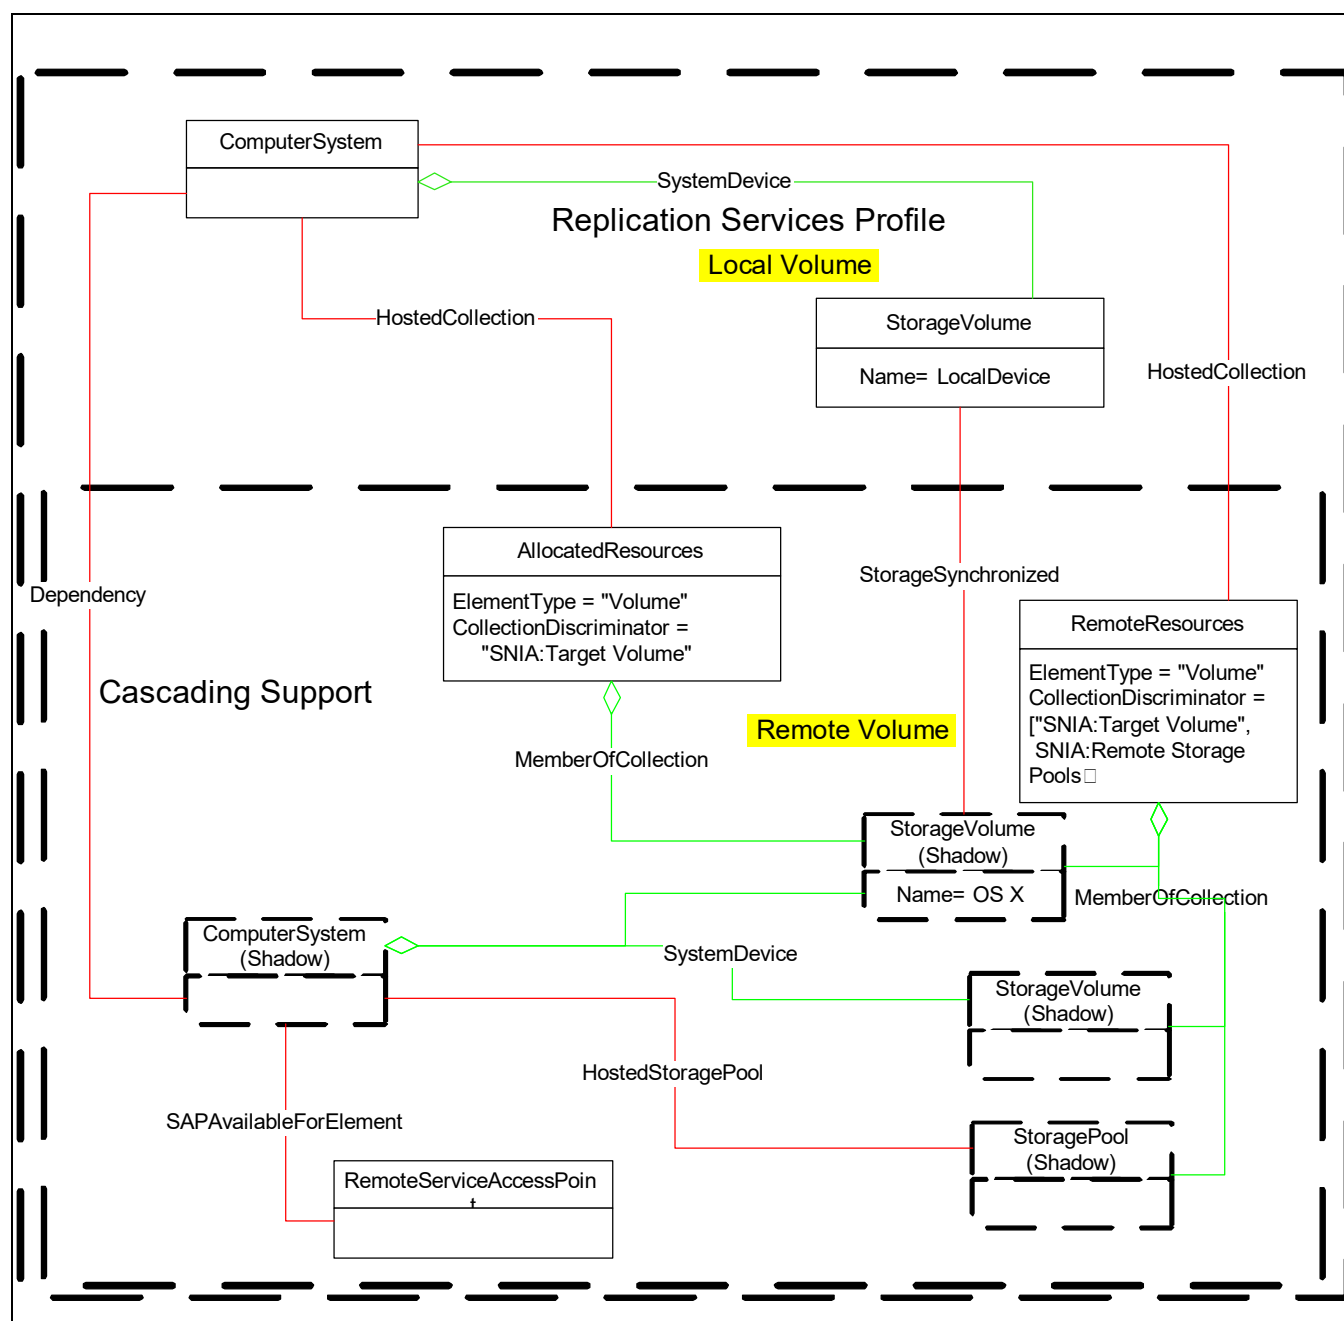 ComputerSystem
SystemDevice
Replication Services Profile
Local Volume
HostedCollection
StorageVolume
Name= LocalDevice
HostedCollection
AllocatedResources
ElementType = "Volume"
CollectionDiscriminator =
"SNIA:Target Volume"
StorageSynchronized
Dependency
RemoteResources
ElementType = "Volume"
CollectionDiscriminator =
["SNIA:Target Volume",
SNIA:Remote Storage
Pools□
Cascading Support
Remote Volume
MemberOfCollection
StorageVolume
(Shadow)
Name= OS X
MemberOfCollection
ComputerSystem
(Shadow)
SystemDevice
StorageVolume
(Shadow)
HostedStoragePool
SAPAvailableForElement
StoragePool
(Shadow)
RemoteServiceAccessPoin
t